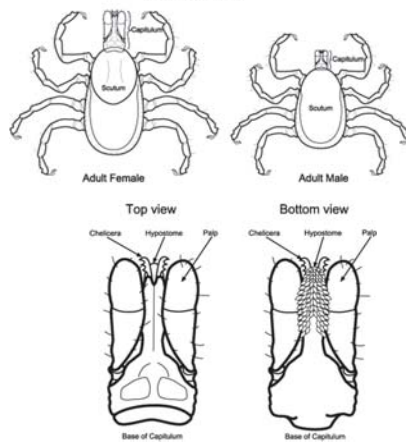 Capitulum
Capitulum
Scutum
Scutum
Adult Female
Adult Male
Top view
Bottom view
Chelicera
Hypostome
Palp
Chelicera
Hypostome
Palp
Base of Capitulum
Base of Capitulum